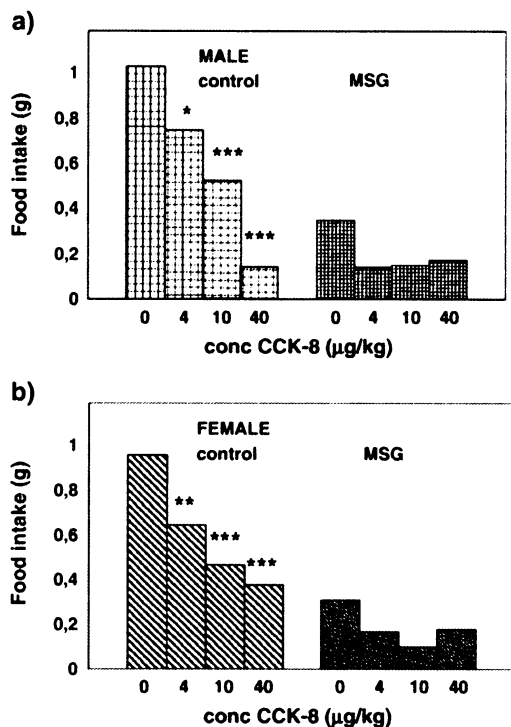 a)
MALE
control
MSG
Food intake (g)
1
0,8
0,6
0,4
0,2
0
*
***
***
0 4 10 40 0 4 10 40
conc CCK-8 (μg/kg)
b)
FEMALE
control
MSG
Food intake (g)
1
0,8
0,6
0,4
0,2
0
**
***
***
0 4 10 40 0 4 10 40
conc CCK-8 (μg/kg)